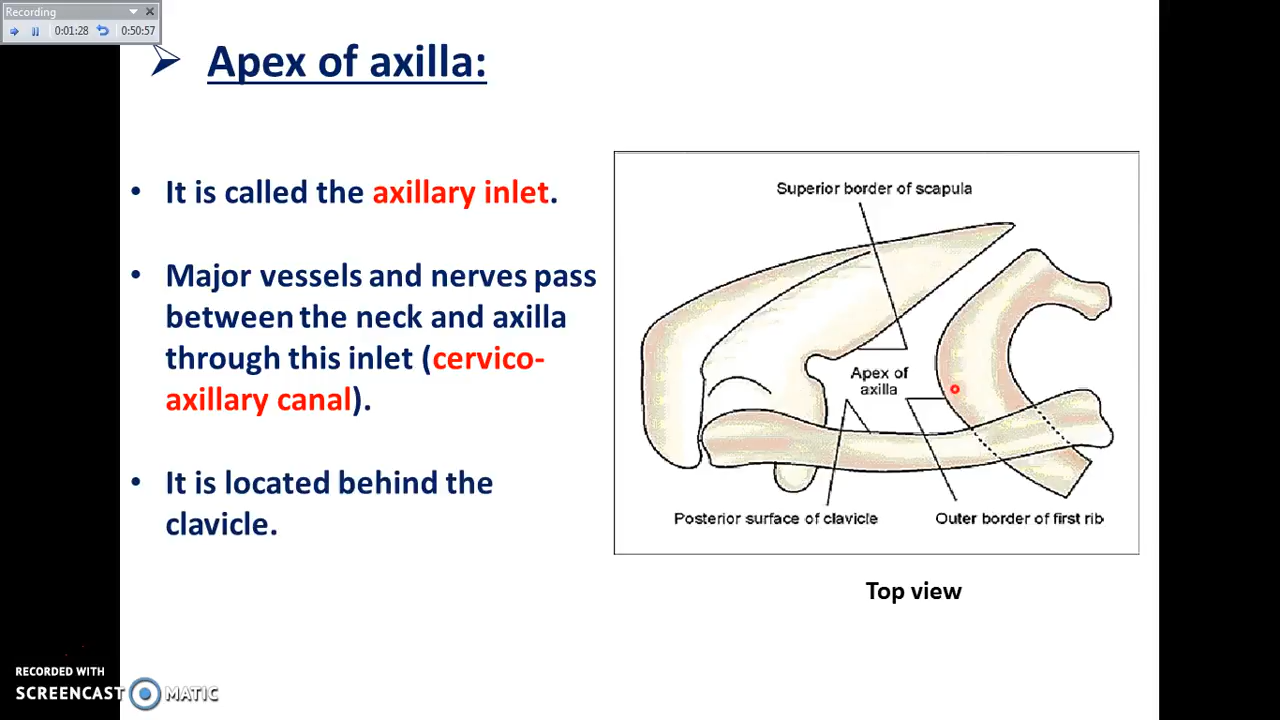 Recording
0:01:28
0:50:57
Apex of axilla:
It is called the axillary inlet.
Major vessels and nerves pass
between the neck and axilla
through this inlet (cervico-
axillary canal).
It is located behind the
clavicle.
Superior border of scapula
Apex of
axilla
Posterior surface of clavicle
Outer border of first rib
Top view
RECORDED WITH
SCREENCAST MATIC